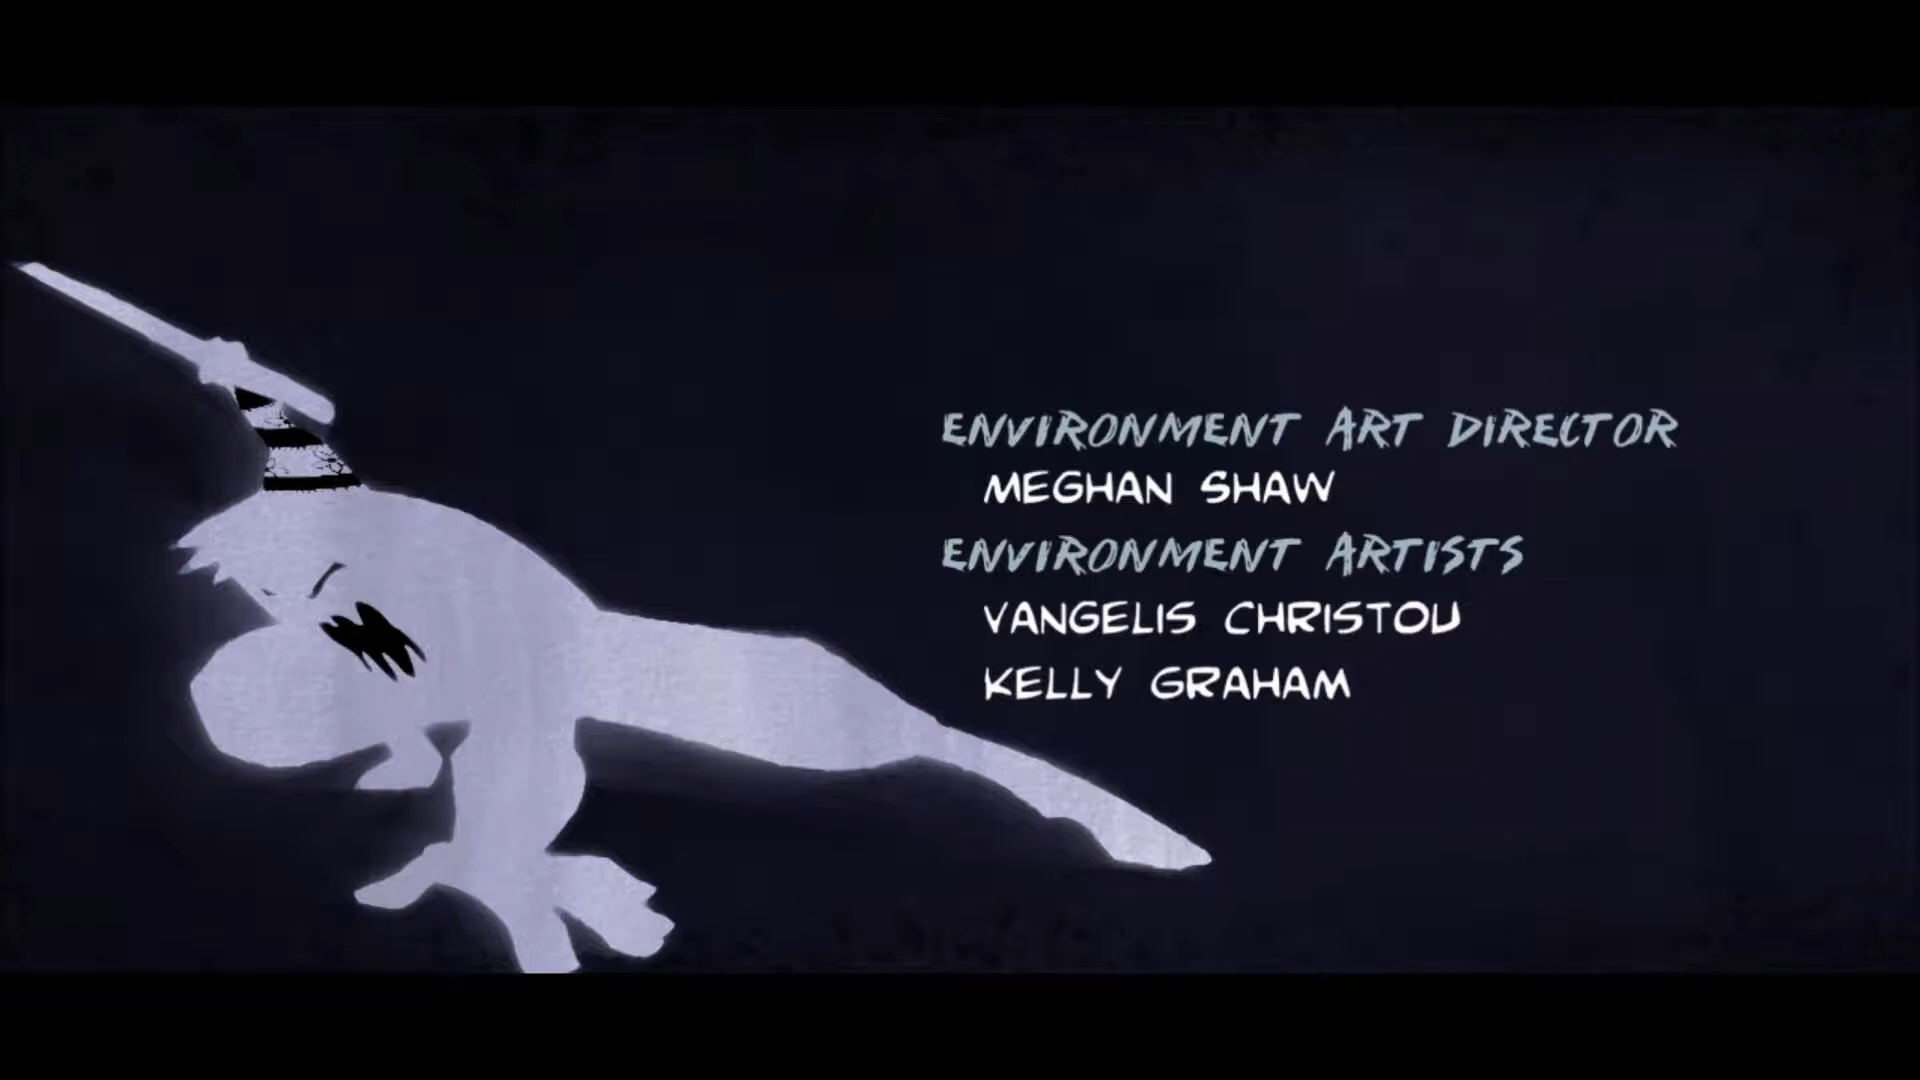 ENVIRONMENT ART DIRECTOR
MEGHAN SHAW
ENVIRONMENT ARTISTS
VANGELIS CHRISTOU
KELLY GRAHAM